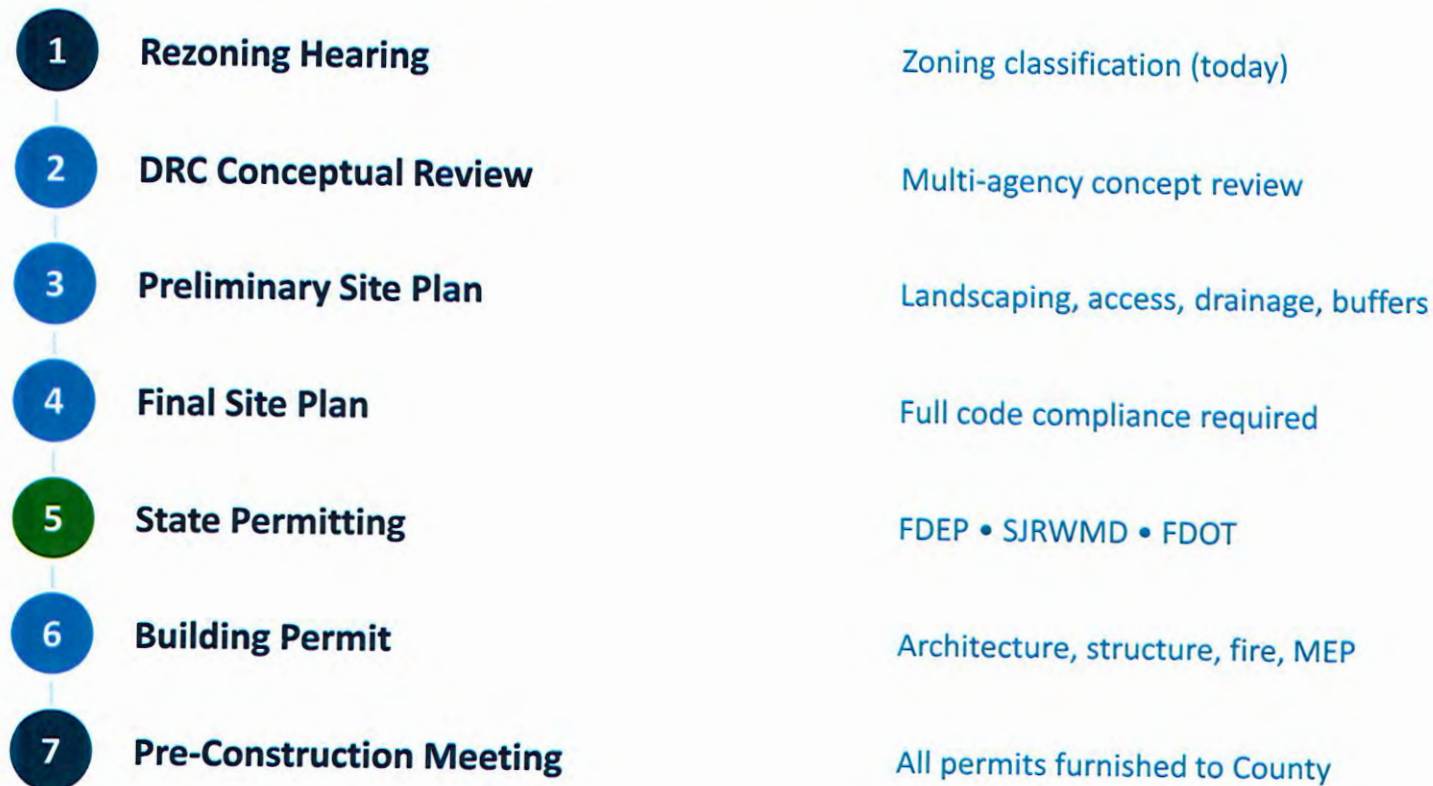 1 Rezoning Hearing Zoning classification (today)
2 DRC Conceptual Review Multi-agency concept review
3 Preliminary Site Plan Landscaping, access, drainage, buffers
4 Final Site Plan Full code compliance required
5 State Permitting FDEP • SJRWMD • FDOT
6 Building Permit Architecture, structure, fire, MEP
7 Pre-Construction Meeting All permits furnished to County